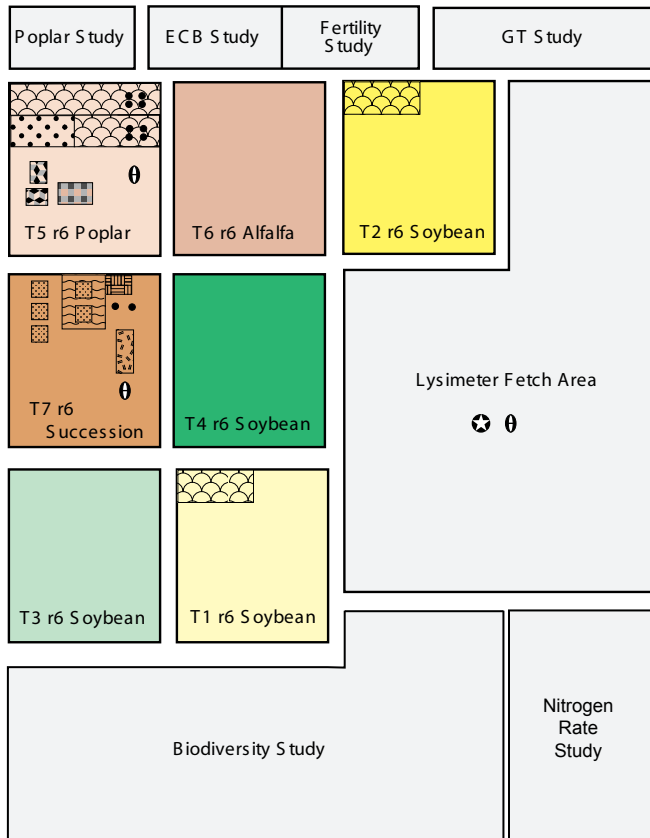 Poplar Study
ECB Study
Fertility
Study
GT Study
T5 r6 Poplar
T6 r6 Alfalfa
T2 r6 Soybean
T7 r6
Succession
T4 r6 Soybean
Lysimeter Fetch Area
T3 r6 Soybean
T1 r6 Soybean
Biodiversity Study
Nitrogen
Rate
Study